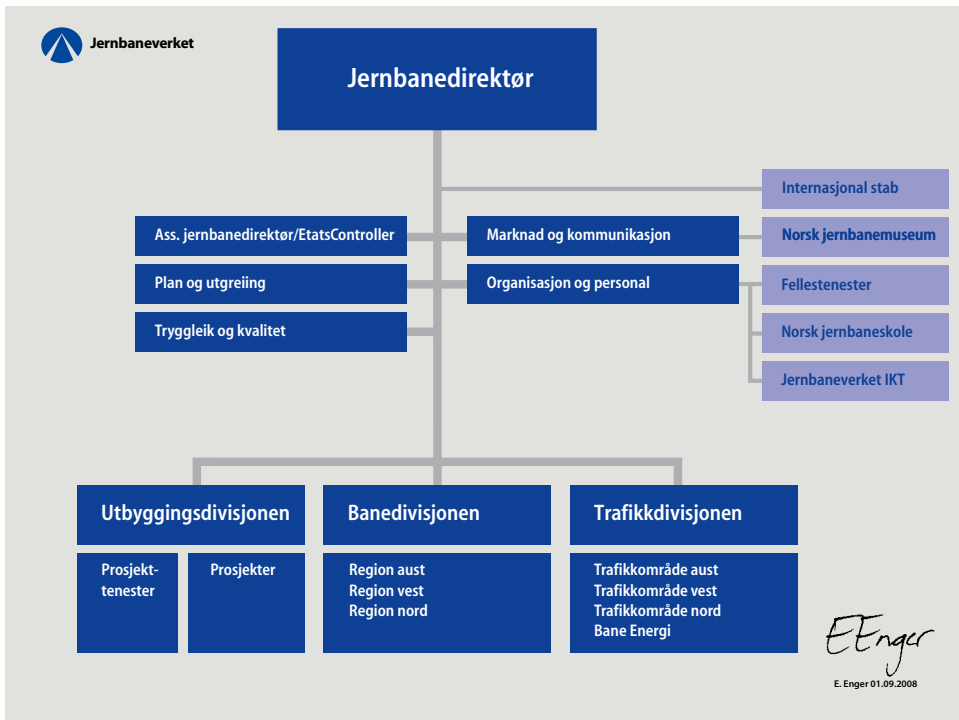 Jernbaneverket
Jernbanedirektør
Internasjonal stab
Ass. jernbanedirektør/EtatsController
Marknad og kommunikasjon
Norsk jernbanemuseum
Plan og utgreiing
Organisasjon og personal
Fellestenester
Tryggleik og kvalitet
Norsk jernbaneskole
Jernbaneverket IKT
Utbyggingsdivisjonen
Banedivisjonen
Trafikkdivisjonen
Prosjekt-
tenester
Prosjekter
Region aust
Region vest
Region nord
Trafikkområde aust
Trafikkområde vest
Trafikkområde nord
Bane Energi
E Enger
E. Enger 01.09.2008